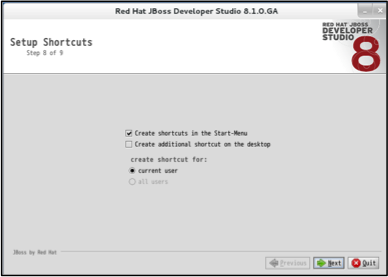 Red Hat JBoss Developer Studio 8.1.0.GA
Setup Shortcuts
Step 8 of 9
RED HAT JBOSS
DEVELOPER
STUDIO
8
Create shortcuts in the Start-Menu
Create additional shortcut on the desktop
create shortcut for:
current user
all users
JBoss by Red Hat
Previous
Next
Quit